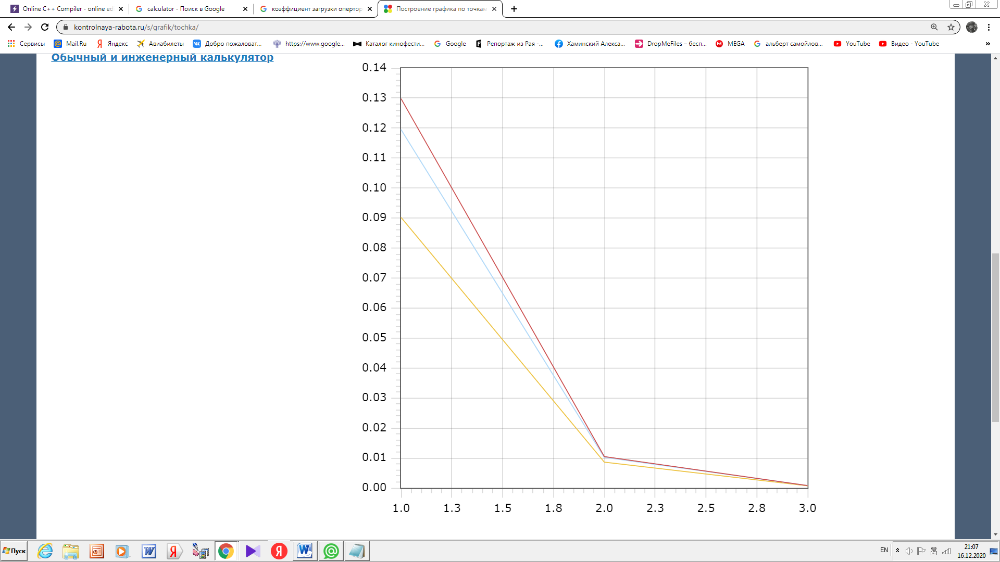 Online C++ Compiler - online ed
calculator - Поиск в Google
коэффициент загрузки опертор
Построение графика по точкам
kontrolnaya-rabota.ru/s/grafik/tochka/
Сервисы Mail.Ru Яндекс Авиабилеты Добро пожаловат... https://www.google... Каталог кинофести... Google Репортаж из Рая -... Хаминский Алекса... DropMeFiles – бесп... MEGA альберт самойлов... YouTube Видео - YouTube »
Обычный и инженерный калькулятор
0.14
0.13
0.12
0.11
0.10
0.09
0.08
0.07
0.06
0.05
0.04
0.03
0.02
0.01
0.00
1.0 1.3 1.5 1.8 2.0 2.3 2.5 2.8 3.0
Пуск
EN
21:07
16.12.2020